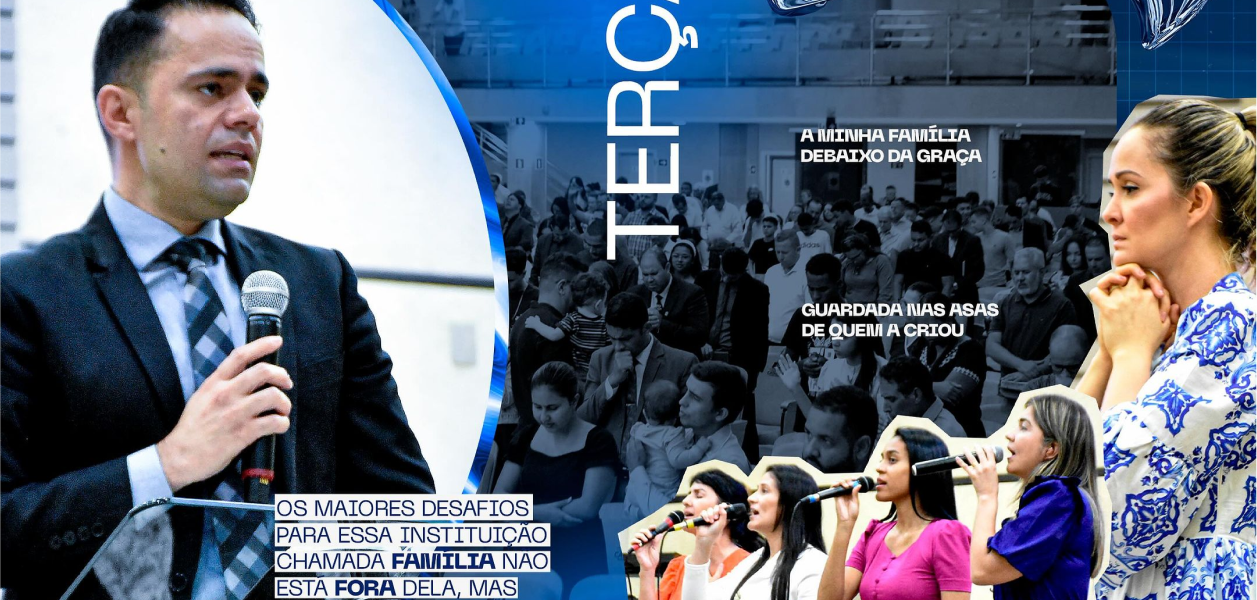 TERÇA
A MINHA FAMÍLIA
DEBAIXO DA GRAÇA
GUARDADA NAS ASAS
DE QUEM A CRIOU
OS MAIORES DESAFIOS
PARA ESSA INSTITUIÇÃO
CHAMADA FAMÍLIA NÃO
ESTÁ FORA DELA, MAS